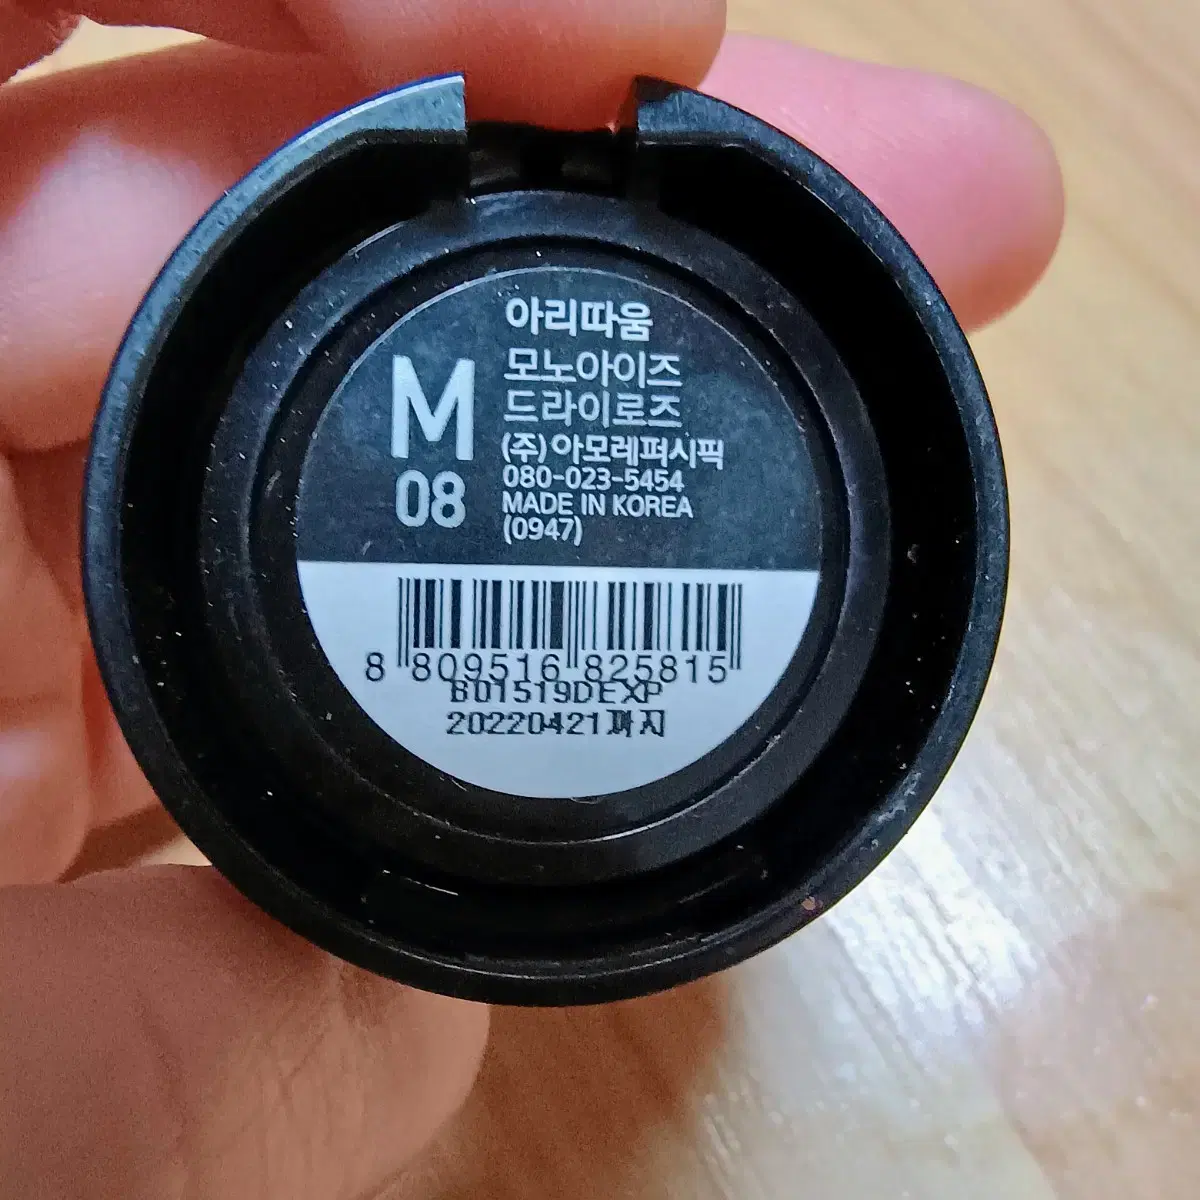 아리따움
모노아이즈
드라이로즈
(주)아모레퍼시픽
080-023-5454
MADE IN KOREA
(0947)
M
08
8 809516 825815
B01519DEXP
20220421까지